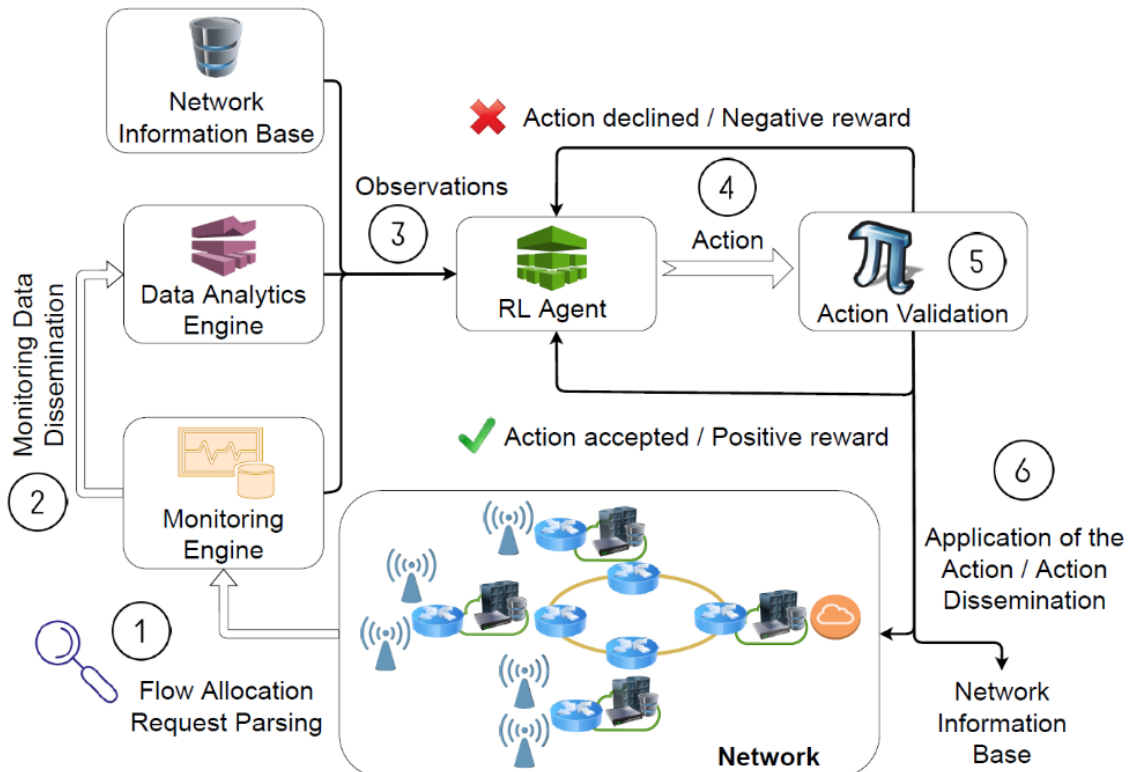 Network
Information Base
Action declined / Negative reward
Observations
3
4
Action
RL Agent
5
Action Validation
Data Analytics
Engine
Monitoring Data
Dissemination
2
Monitoring
Engine
Action accepted / Positive reward
6
Application of the
Action / Action
Dissemination
1
Flow Allocation
Request Parsing
Network
Network
Information
Base